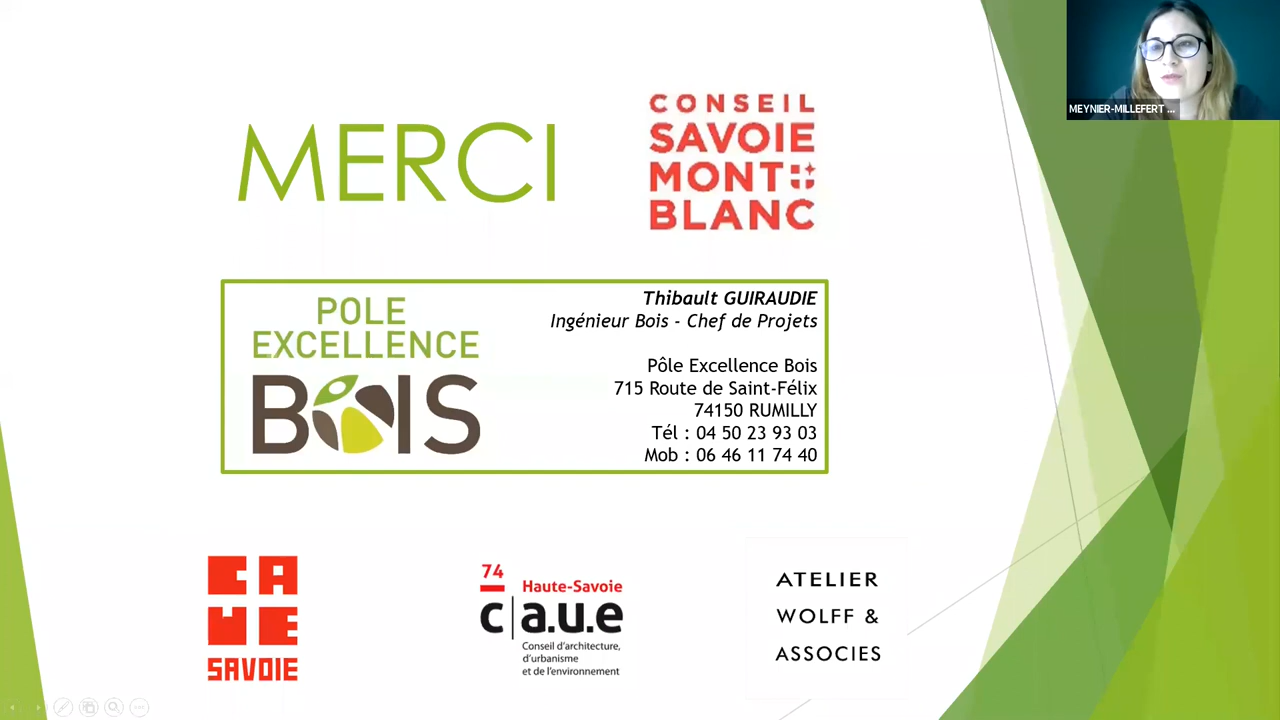 MEYNIER-MILLEFERT ...
MERCI
CONSEIL
SAVOIE
MONT
BLANC
POLE
EXCELLENCE
BOIS
Thibault GUIRAUDIE
Ingénieur Bois - Chef de Projets
Pôle Excellence Bois
715 Route de Saint-Félix
74150 RUMILLY
Tél : 04 50 23 93 03
Mob : 06 46 11 74 40
CA
UE
SAVOIE
74
Haute-Savoie
c|a.u.e
Conseil d'architecture,
d'urbanisme
et de l'environnement
ATELIER
WOLFF &
ASSOCIES